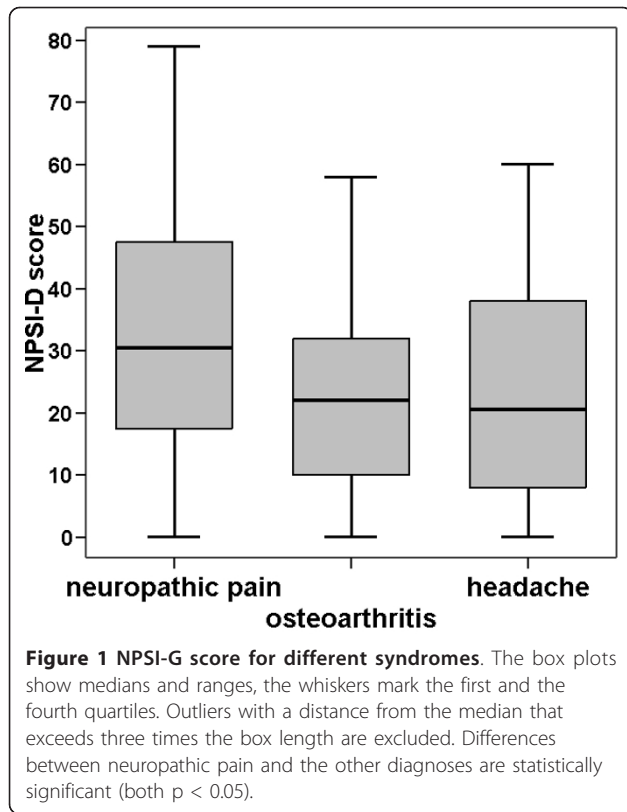 80
70
60
50
40
30
20
10
0
NPSI-D score
neuropathic pain
osteoarthritis
headache
Figure 1 NPSI-G score for different syndromes. The box plots
show medians and ranges, the whiskers mark the first and the
fourth quartiles. Outliers with a distance from the median that
exceeds three times the box length are excluded. Differences
between neuropathic pain and the other diagnoses are statistically
significant (both p < 0.05).